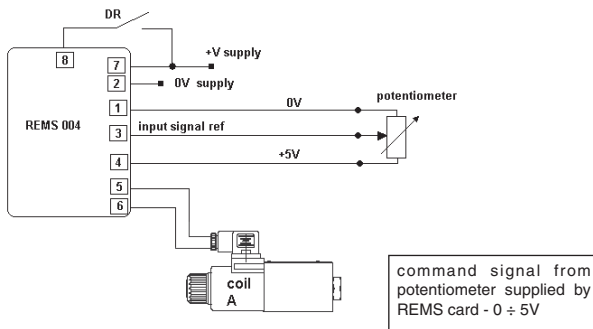 DR
8
+V supply
7
0V supply
2
1
0V
potentiometer
REMS 004
3
input signal ref
+5V
4
5
6
coil
A
command signal from
potentiometer supplied by
REMS card - 0 ÷ 5V